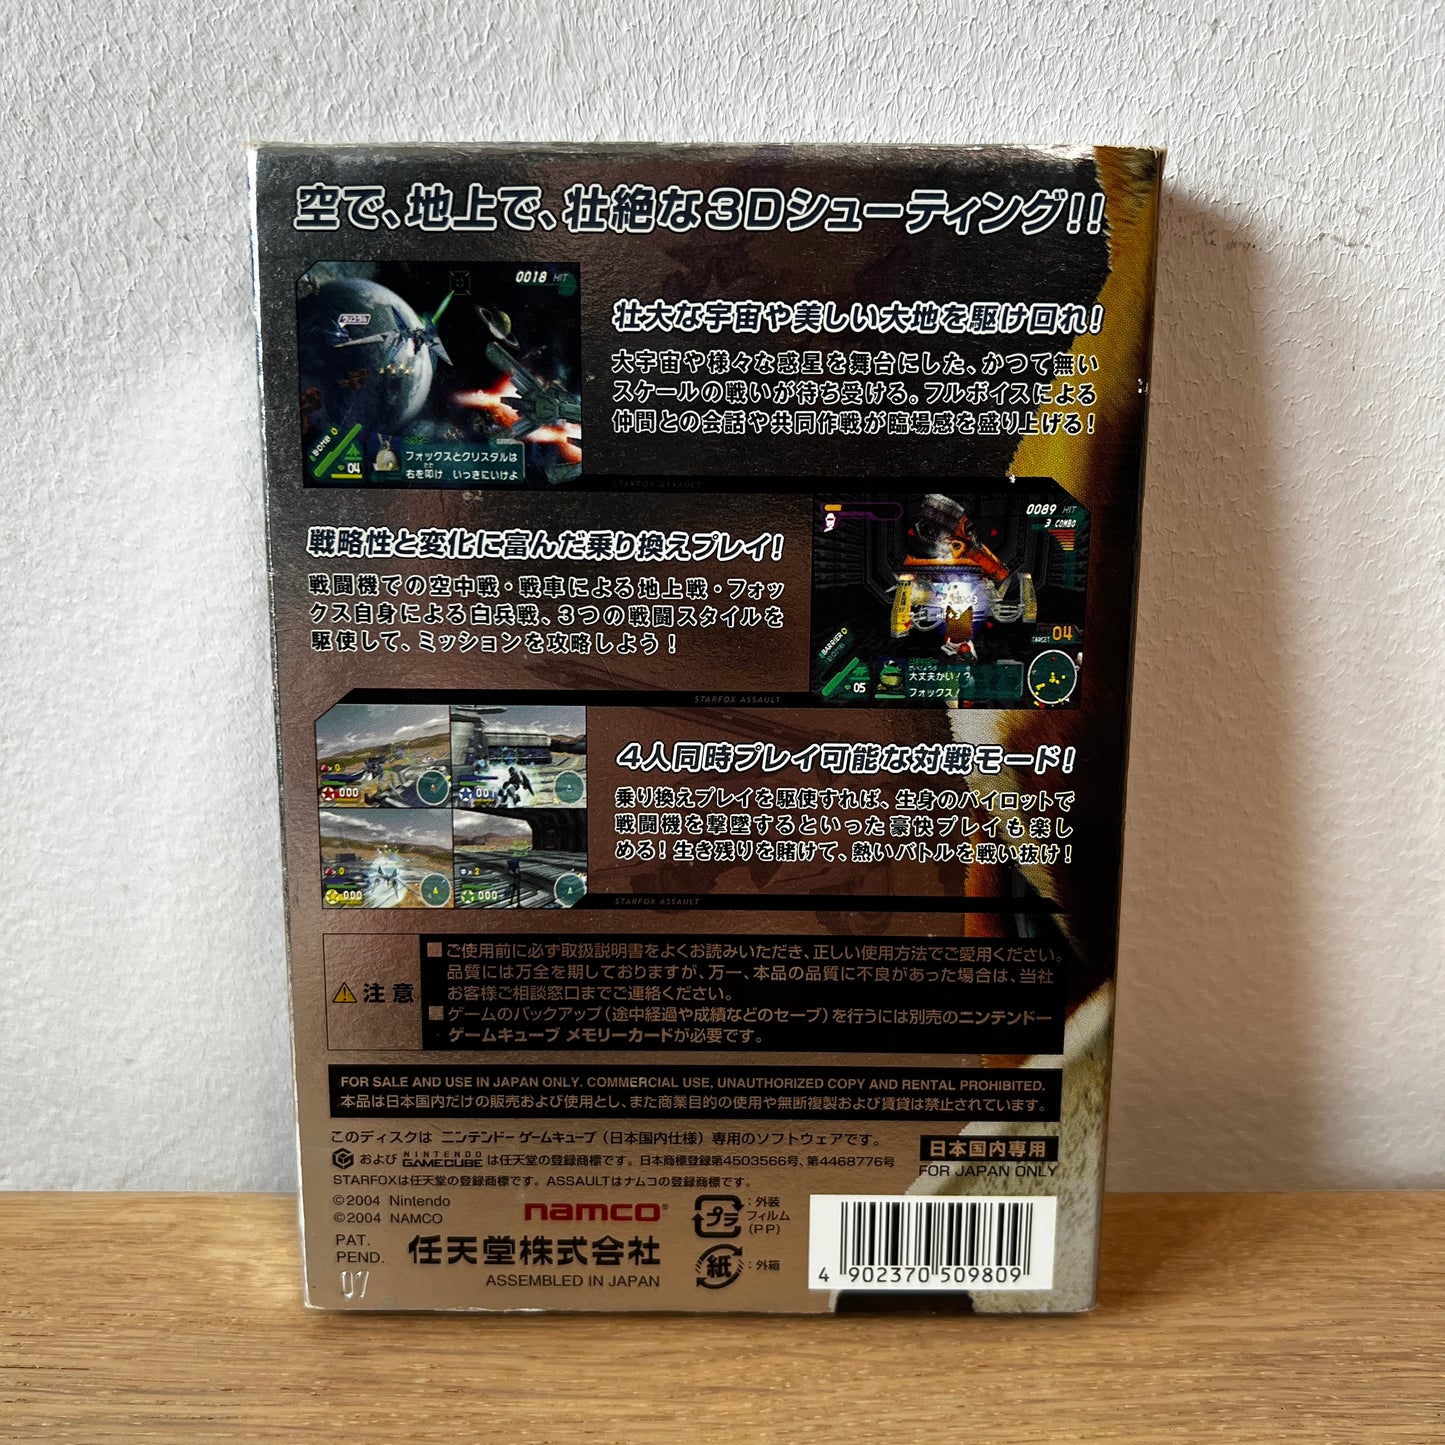 空で、地上で、壮絶な3Dシューティング!!
0018 HIT
クリスタル
BOMB 0
04
フォックスとクリスタルは
右を叩け いっきにいけよ
壮大な宇宙や美しい大地を駆け回れ!
大宇宙や様々な惑星を舞台にした、かつて無い
スケールの戦いが待ち受ける。フルボイスによる
仲間との会話や共同作戦が臨場感を盛り上げる!
STARFOX ASSAULT
戦略性と変化に富んだ乗り換えプレイ!
戦闘機での空中戦・戦車による地上戦・フォッ
クス自身による白兵戦、3つの戦闘スタイルを
駆使して、ミッションを攻略しよう!
0089 HIT
3 COMBO
TARGET 04
BARRIER 0
BOMB
05
大丈夫かい!?
フォックス!
STARFOX ASSAULT
× 0
000
001
× 0
000
× 2
000
4人同時プレイ可能な対戦モード!
乗り換えプレイを駆使すれば、生身のパイロットで
戦闘機を撃墜するといった豪快プレイも楽し
める!生き残りを賭けて、熱いバトルを戦い抜け!
STARFOX ASSAULT
注意
■ご使用前に必ず取扱説明書をよくお読みいただき、正しい使用方法でご愛用ください。
品質には万全を期しておりますが、万一、本品の品質に不良があった場合は、当社
お客様ご相談窓口までご連絡ください。
■ゲームのバックアップ(途中経過や成績などのセーブ)を行うには別売のニンテンドー
ゲームキューブ メモリーカードが必要です。
FOR SALE AND USE IN JAPAN ONLY. COMMERCIAL USE, UNAUTHORIZED COPY AND RENTAL PROHIBITED.
本品は日本国内だけの販売および使用とし、また商業目的の使用や無断複製および賃貸は禁止されています。
このディスクは ニンテンドー ゲームキューブ (日本国内仕様) 専用のソフトウェアです。
および NINTENDO GAMECUBE は任天堂の登録商標です。日本商標登録第4503566号、第4468776号
STARFOXは任天堂の登録商標です。ASSAULTはナムコの登録商標です。
日本国内専用
FOR JAPAN ONLY
©2004 Nintendo
©2004 NAMCO
namco®
PAT.
PEND.
任天堂株式会社
ASSEMBLED IN JAPAN
07
プラ
:外装
フィルム
(PP)
紙
:外箱
4 902370 509809